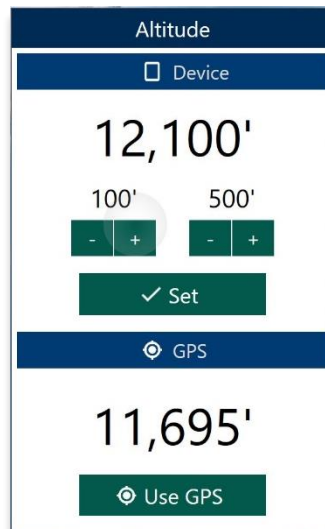 Altitude
Device
12,100'
100' 500'
- + - +
Set
GPS
11,695'
Use GPS